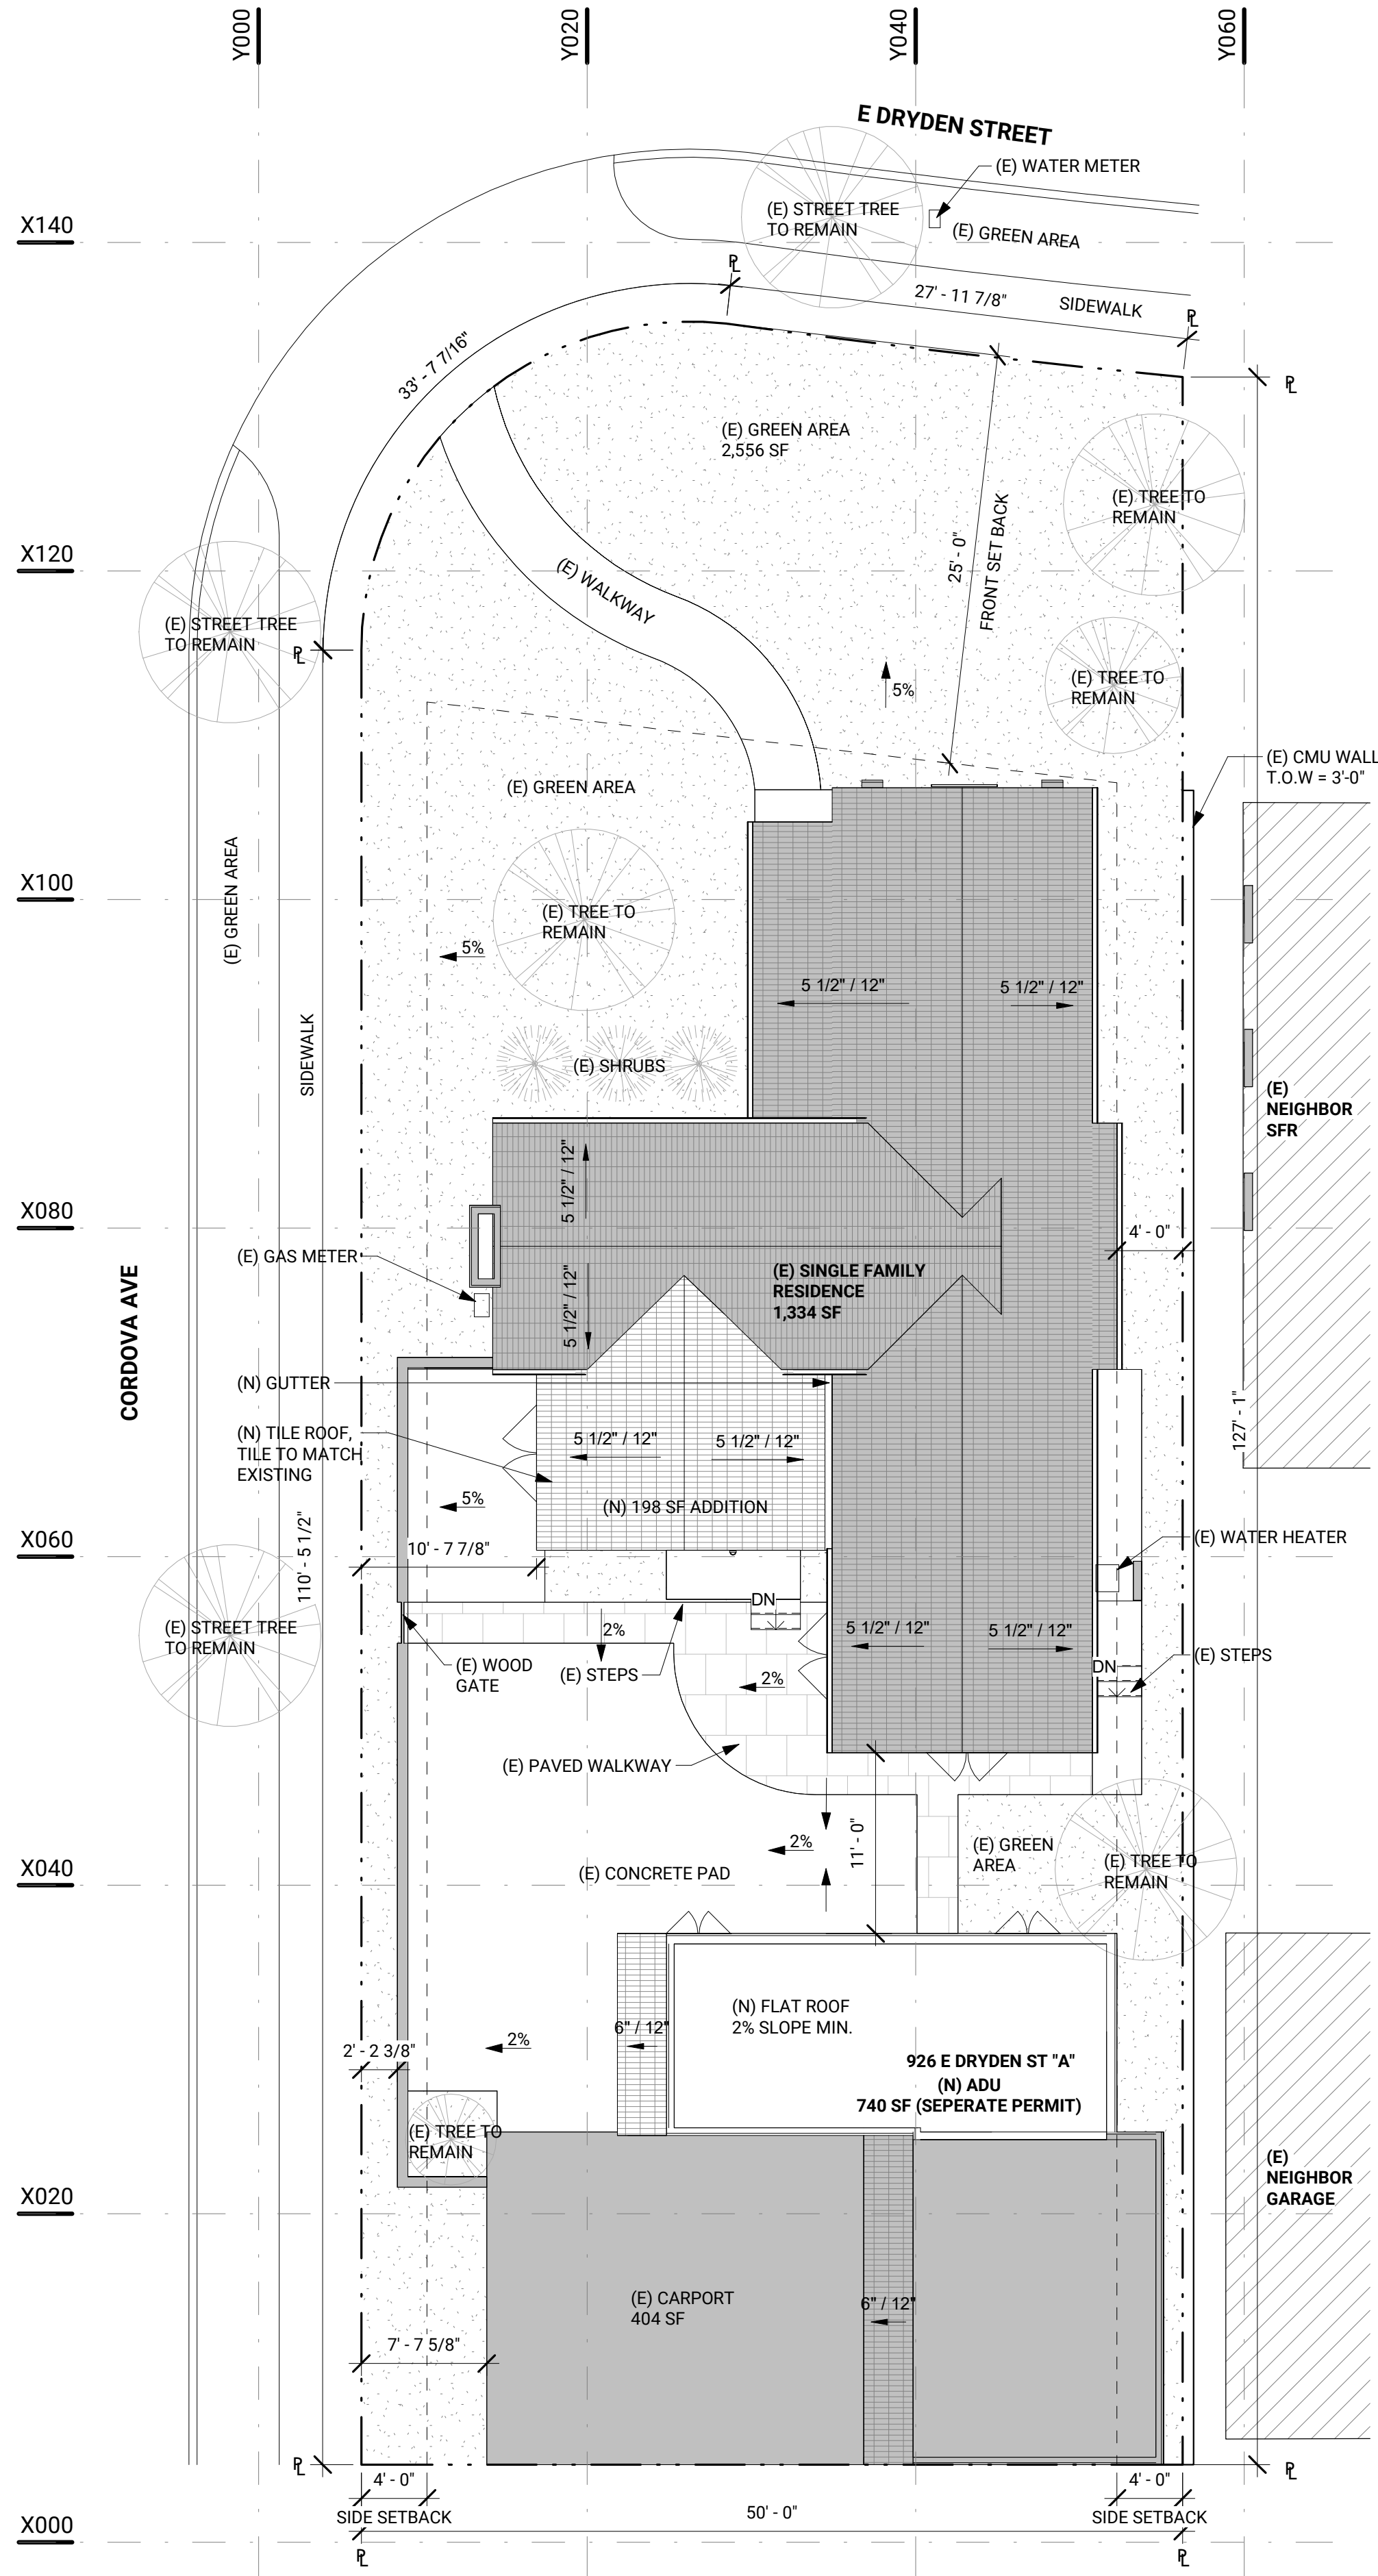 Y000
Y020
Y040
Y060
E DRYDEN STREET
(E) WATER METER
X140
(E) STREET TREE
TO REMAIN
(E) GREEN AREA
PL
27' - 11 7/8"
SIDEWALK
PL
33' - 7 7/16"
PL
(E) GREEN AREA
2,556 SF
(E) TREE TO
REMAIN
X120
25' - 0"
FRONT SET BACK
(E) WALKWAY
(E) STREET TREE
TO REMAIN
PL
5%
(E) TREE TO
REMAIN
(E) CMU WALL
T.O.W = 3'-0"
(E) GREEN AREA
(E) GREEN AREA
X100
(E) TREE TO
REMAIN
5%
5 1/2" / 12"
5 1/2" / 12"
SIDEWALK
(E) SHRUBS
(E)
NEIGHBOR
SFR
5 1/2" / 12"
X080
4' - 0"
(E) GAS METER
(E) SINGLE FAMILY
RESIDENCE
1,334 SF
5 1/2" / 12"
CORDOVA AVE
(N) GUTTER
127' - 1"
(N) TILE ROOF,
TILE TO MATCH
EXISTING
5 1/2" / 12"
5 1/2" / 12"
5%
(N) 198 SF ADDITION
X060
110' - 5 1/2"
10' - 7 7/8"
(E) WATER HEATER
DN
(E) STREET TREE
TO REMAIN
2%
5 1/2" / 12"
5 1/2" / 12"
(E) WOOD
GATE
(E) STEPS
2%
DN
(E) STEPS
(E) PAVED WALKWAY
11' - 0"
2%
(E) GREEN
AREA
(E) TREE TO
REMAIN
X040
(E) CONCRETE PAD
(N) FLAT ROOF
2% SLOPE MIN.
6" / 12"
2%
2' - 2 3/8"
926 E DRYDEN ST "A"
(N) ADU
740 SF (SEPERATE PERMIT)
(E) TREE TO
REMAIN
(E)
NEIGHBOR
GARAGE
X020
(E) CARPORT
404 SF
6" / 12"
7' - 7 5/8"
PL
PL
4' - 0"
4' - 0"
SIDE SETBACK
50' - 0"
SIDE SETBACK
X000
PL
PL